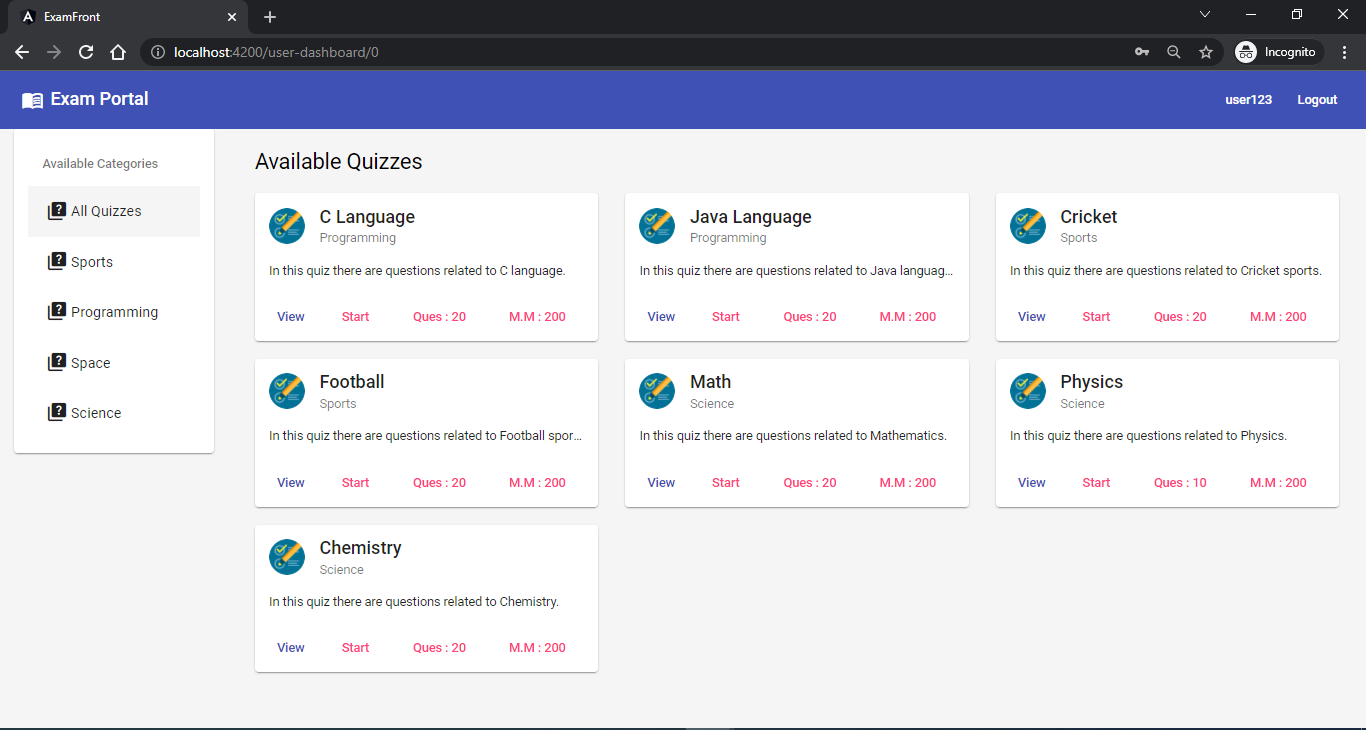 ExamFront
localhost:4200/user-dashboard/0
Incognito
Exam Portal
user123 Logout
Available Categories
All Quizzes
Sports
Programming
Space
Science
Available Quizzes
C Language
Programming
In this quiz there are questions related to C language.
View Start Ques : 20 M.M : 200
Java Language
Programming
In this quiz there are questions related to Java languag...
View Start Ques : 20 M.M : 200
Cricket
Sports
In this quiz there are questions related to Cricket sports.
View Start Ques : 20 M.M : 200
Football
Sports
In this quiz there are questions related to Football spor...
View Start Ques : 20 M.M : 200
Math
Science
In this quiz there are questions related to Mathematics.
View Start Ques : 20 M.M : 200
Physics
Science
In this quiz there are questions related to Physics.
View Start Ques : 10 M.M : 200
Chemistry
Science
In this quiz there are questions related to Chemistry.
View Start Ques : 20 M.M : 200